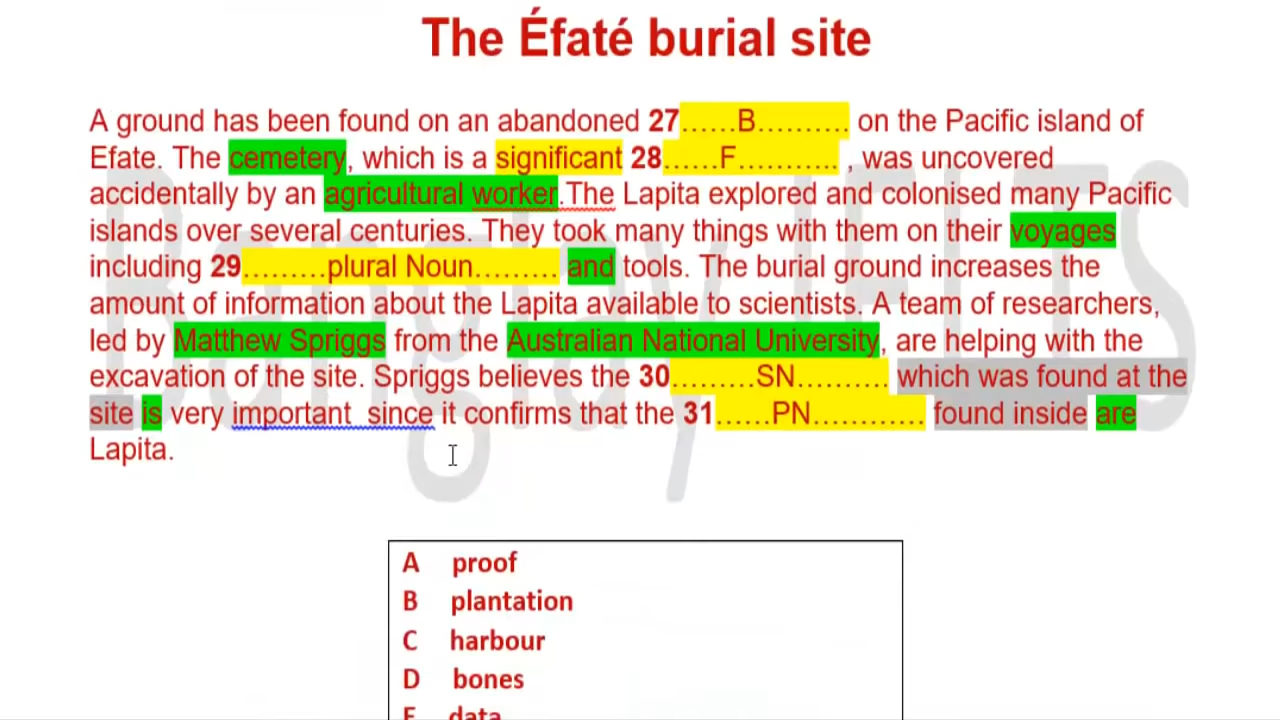 The Éfaté burial site
A ground has been found on an abandoned 27......B.......... on the Pacific island of
Efate. The cemetery, which is a significant 28......F........... , was uncovered
accidentally by an agricultural worker.The Lapita explored and colonised many Pacific
islands over several centuries. They took many things with them on their voyages
including 29.........plural Noun......... and tools. The burial ground increases the
amount of information about the Lapita available to scientists. A team of researchers,
led by Matthew Spriggs from the Australian National University, are helping with the
excavation of the site. Spriggs believes the 30.........SN.......... which was found at the
site is very important since it confirms that the 31......PN............ found inside are
Lapita.
A proof
B plantation
C harbour
D bones
E data
Banglay IELTS